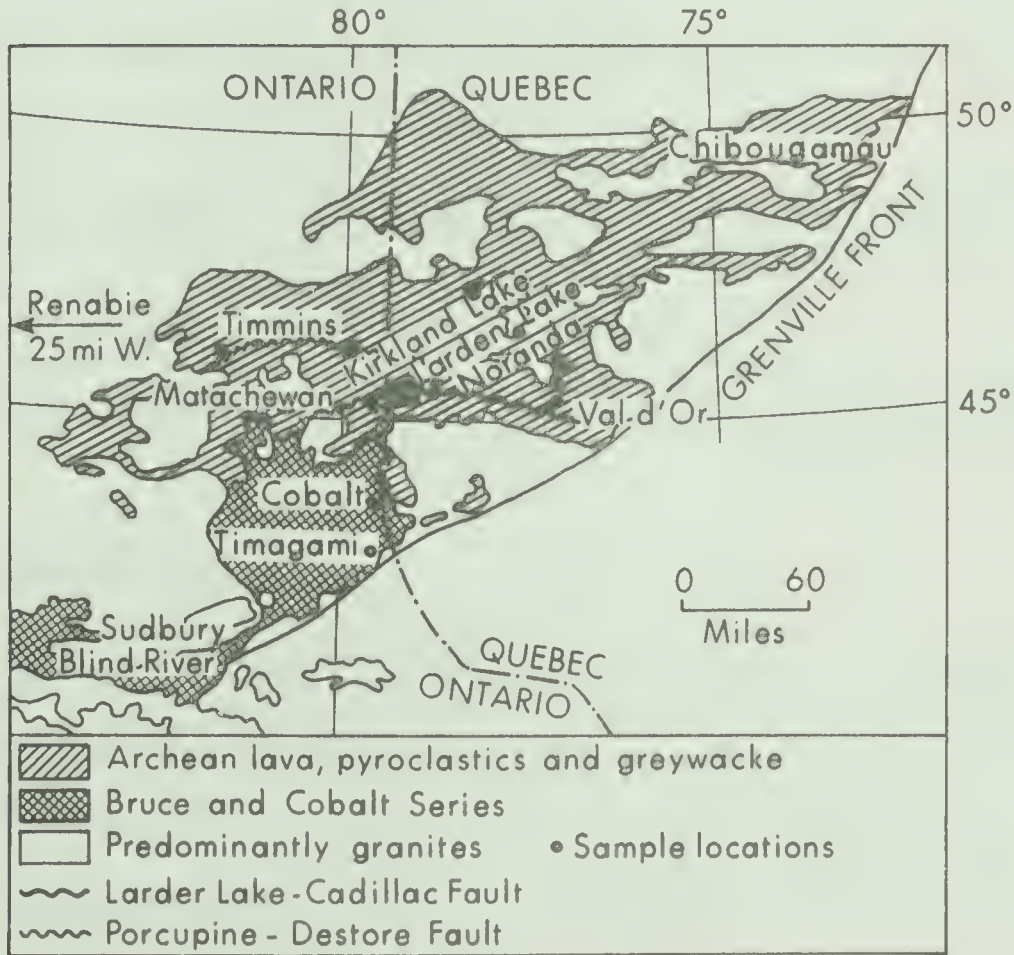 80° 75°
ONTARIO QUEBEC
50°
Chibougamau
Renabie
25 mi W.
Timmins
Kirkland Lake
Larden Lake
Noranda
GRENVILLE FRONT
Matachewan
Val d'Or
45°
Cobalt
Timagami
0 60
Miles
Sudbury
Blind River
QUEBEC
ONTARIO
Archean lava, pyroclastics and greywacke
Bruce and Cobalt Series
Predominantly granites • Sample locations
Larder Lake-Cadillac Fault
Porcupine - Destore Fault